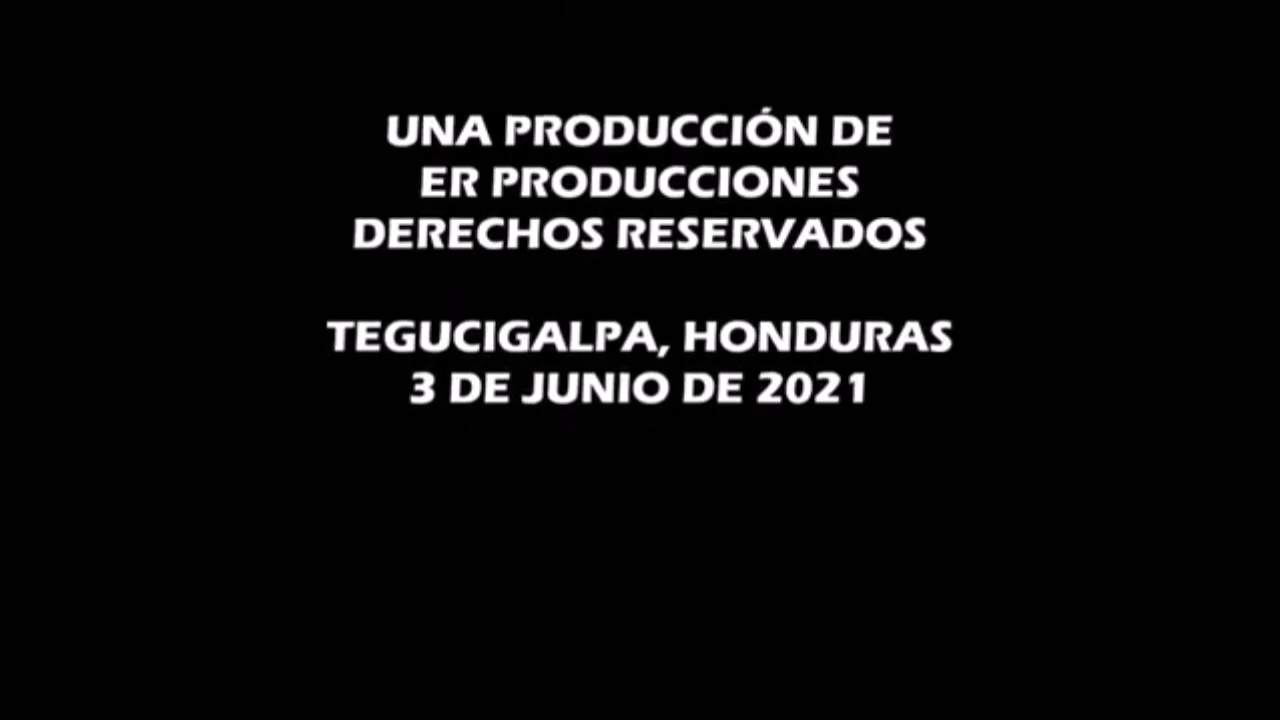 UNA PRODUCCIÓN DE
ER PRODUCCIONES
DERECHOS RESERVADOS
TEGUCIGALPA, HONDURAS
3 DE JUNIO DE 2021